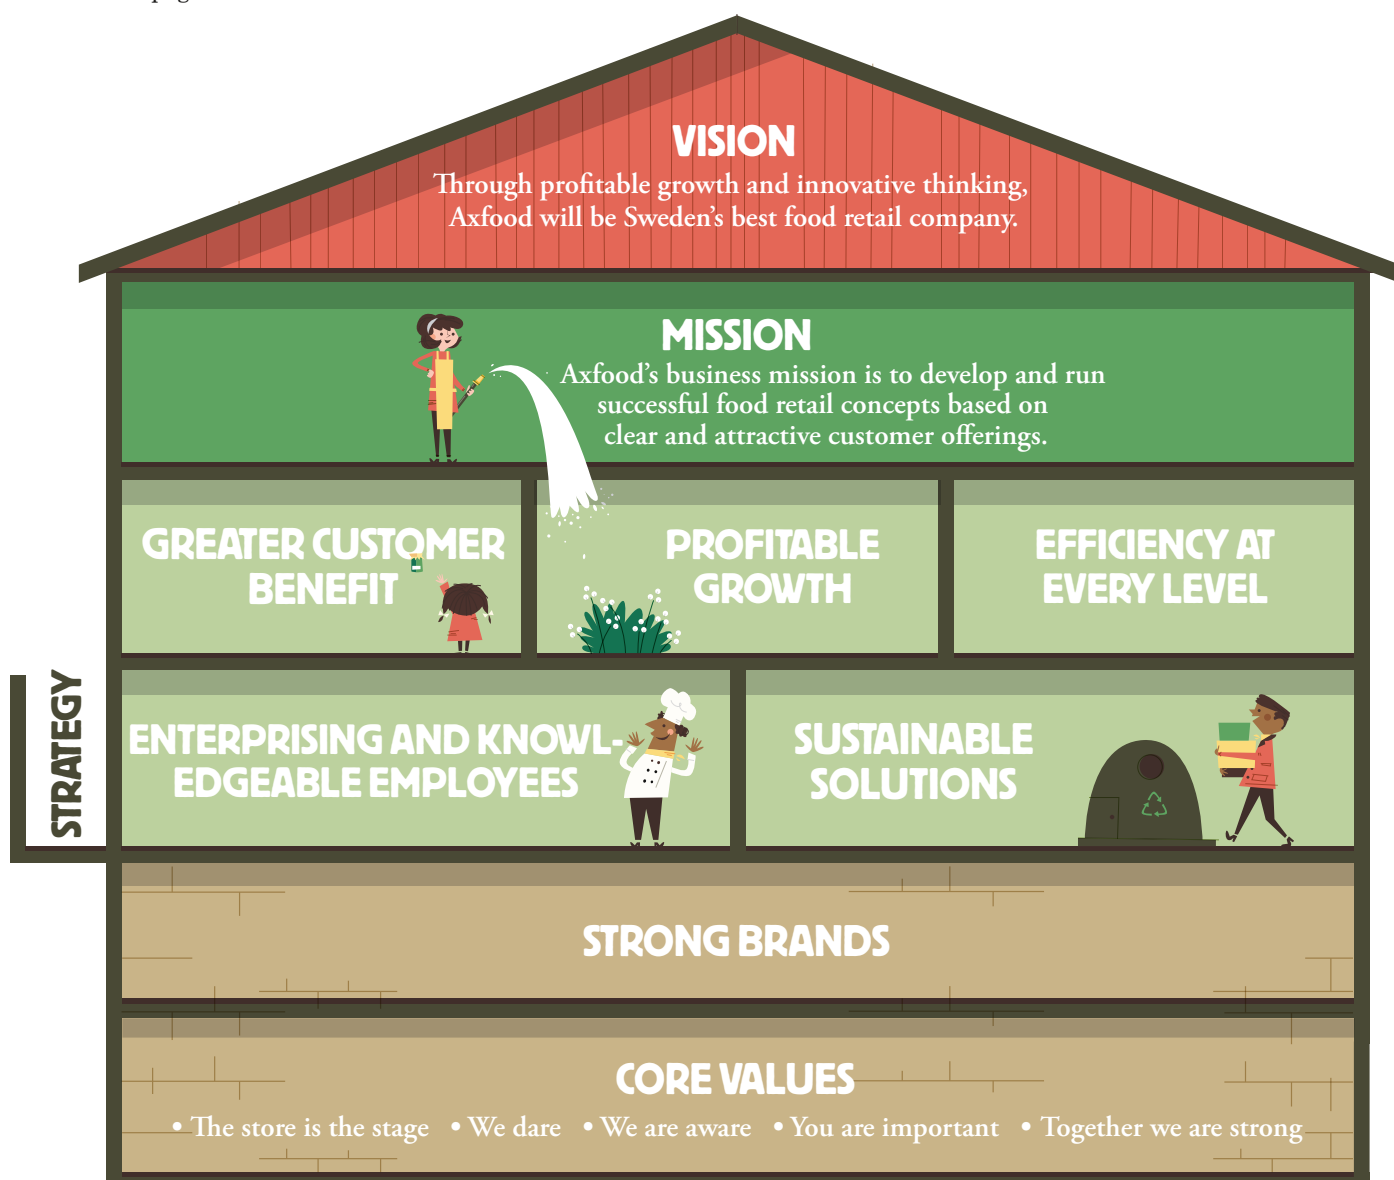 VISION
Through profitable growth and innovative thinking,
Axfood will be Sweden's best food retail company.
MISSION
Axfood's business mission is to develop and run
successful food retail concepts based on
clear and attractive customer offerings.
GREATER CUSTOMER
BENEFIT
PROFITABLE
GROWTH
EFFICIENCY AT
EVERY LEVEL
STRATEGY
ENTERPRISING AND KNOWL-
EDGEABLE EMPLOYEES
SUSTAINABLE
SOLUTIONS
STRONG BRANDS
CORE VALUES
• The store is the stage • We dare • We are aware • You are important • Together we are strong